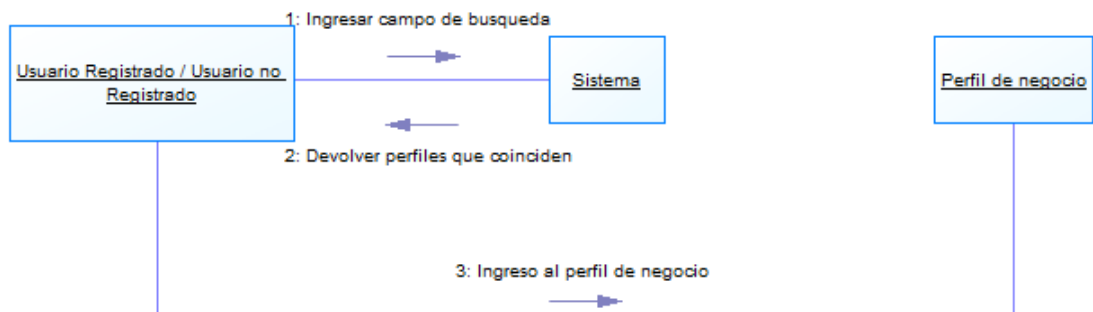 1: Ingresar campo de busqueda
Usuario Registrado / Usuario no
Registrado
Sistema
Perfil de negocio
2: Devolver perfiles que coinciden
3: Ingreso al perfil de negocio